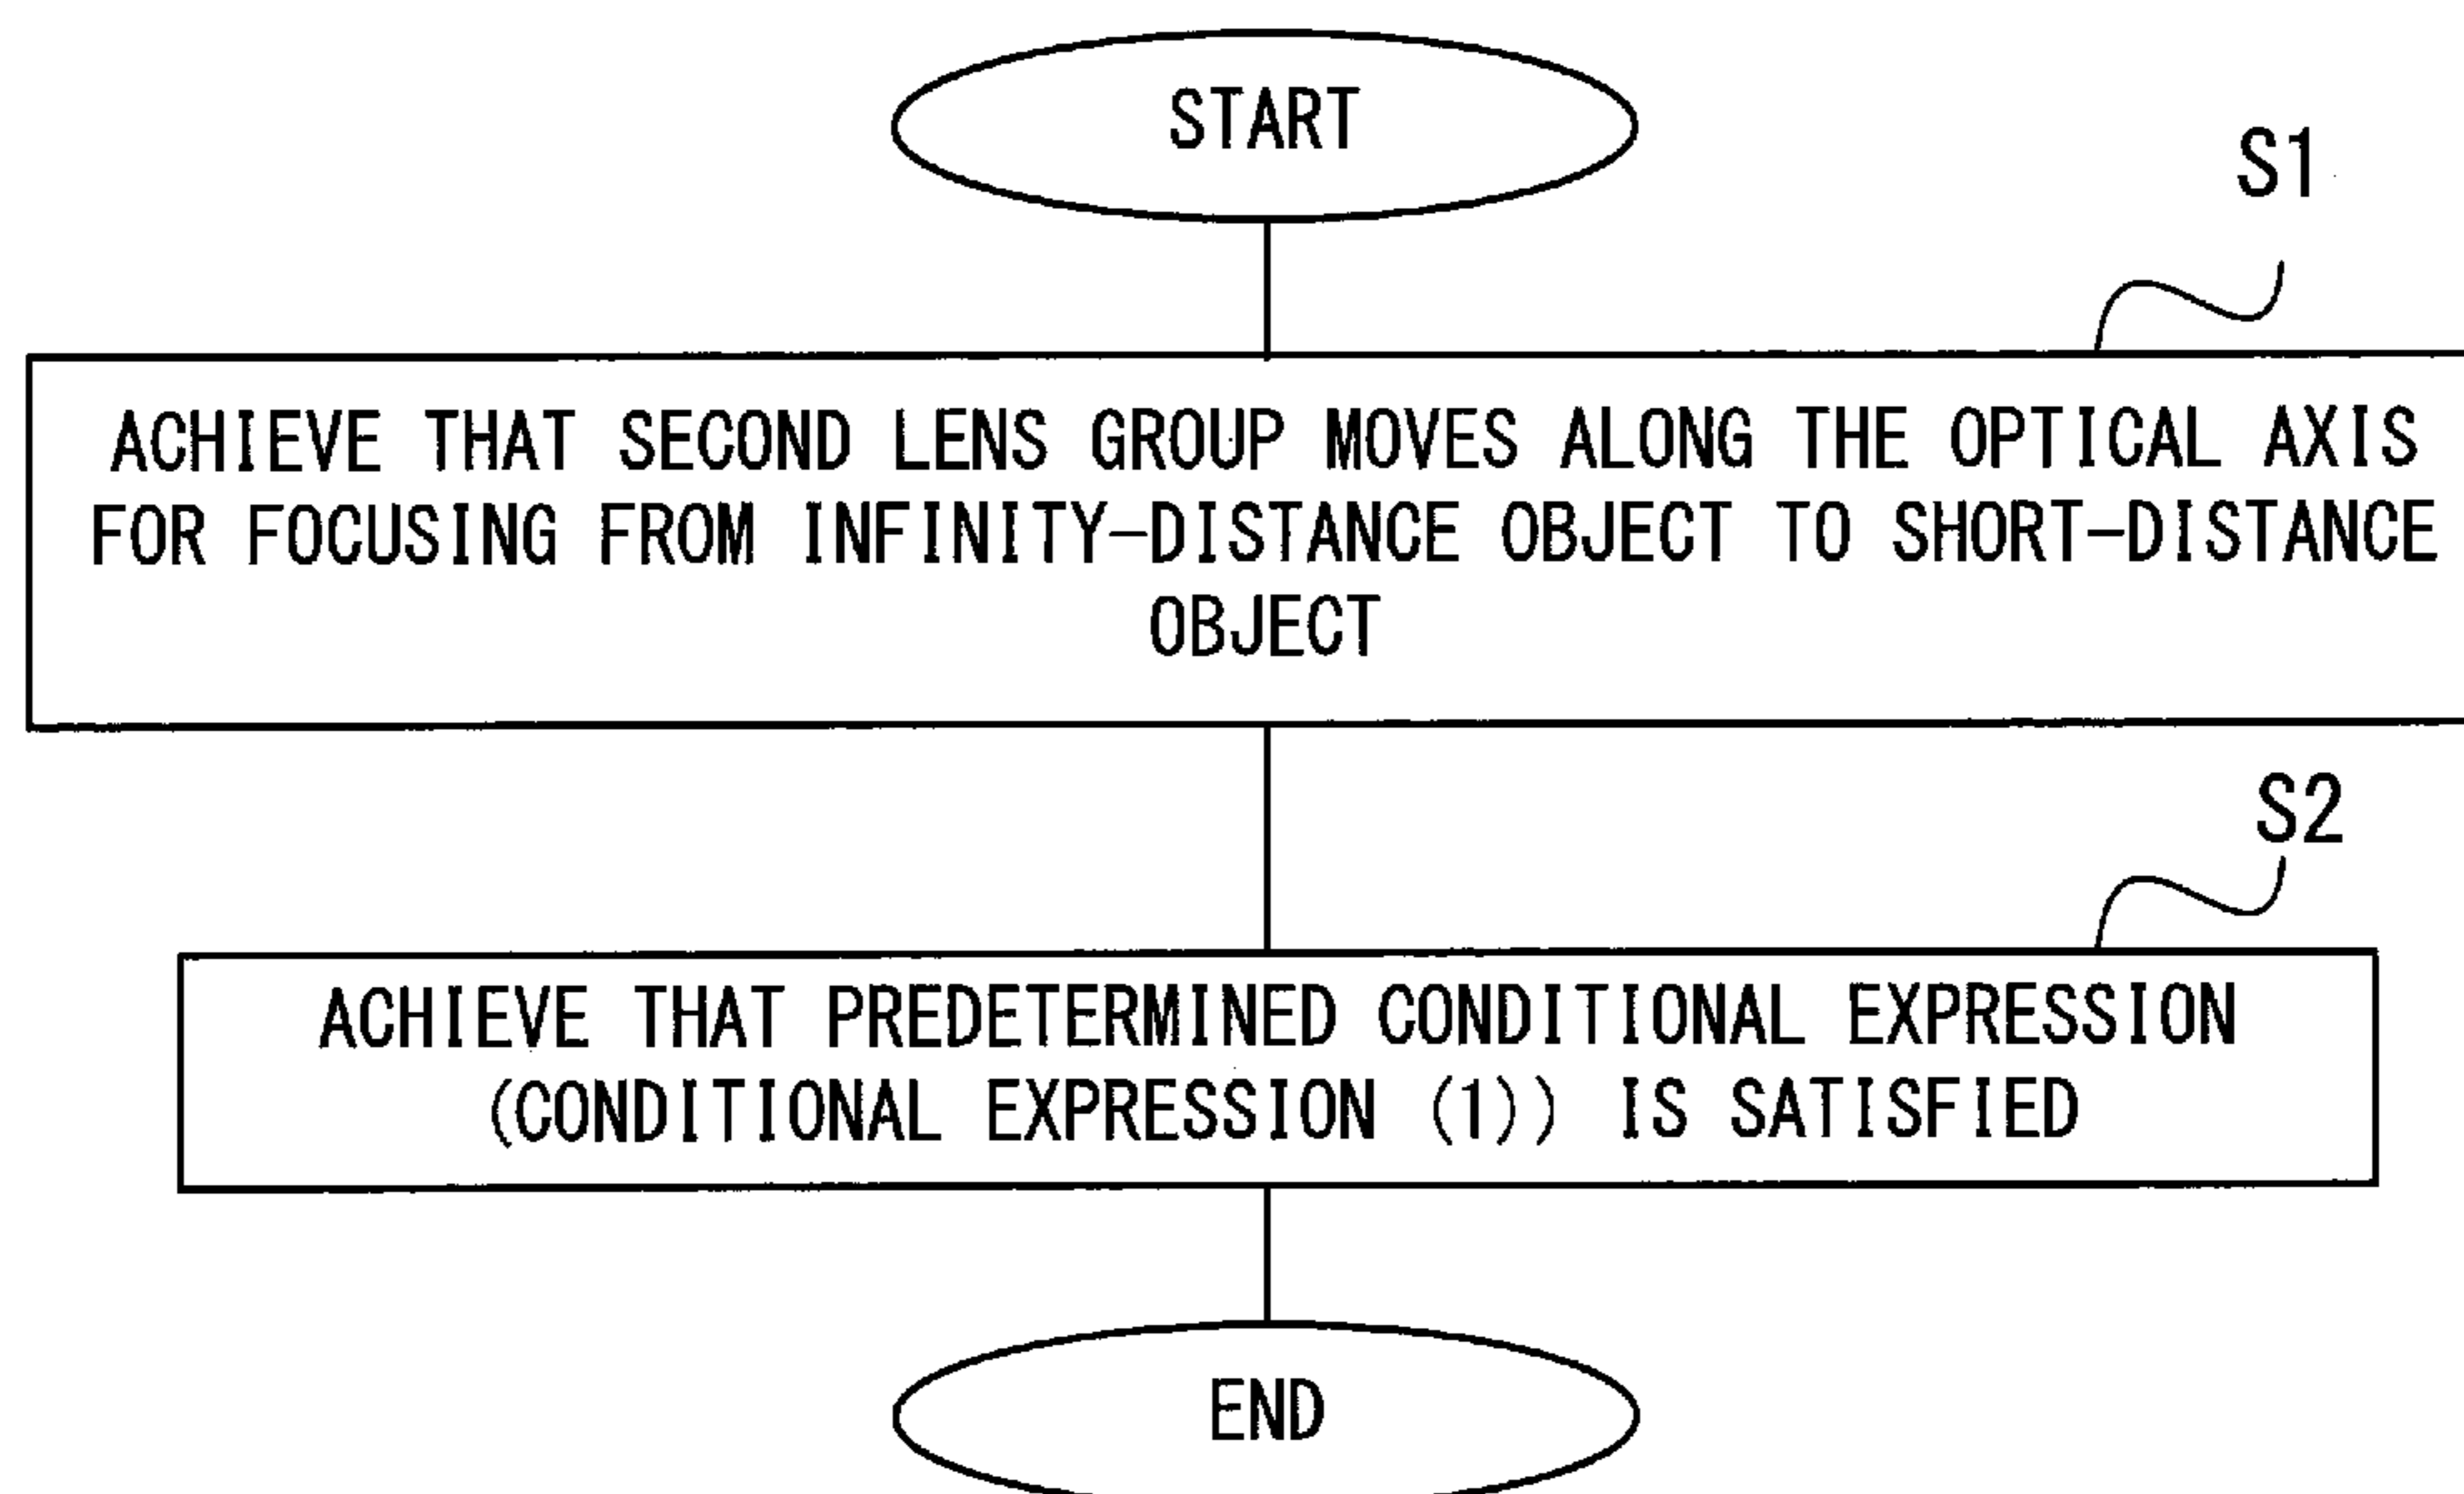 START
S1
ACHIEVE THAT SECOND LENS GROUP MOVES ALONG THE OPTICAL AXIS
FOR FOCUSING FROM INFINITY-DISTANCE OBJECT TO SHORT-DISTANCE
OBJECT
S2
ACHIEVE THAT PREDETERMINED CONDITIONAL EXPRESSION
(CONDITIONAL EXPRESSION (1)) IS SATISFIED
END